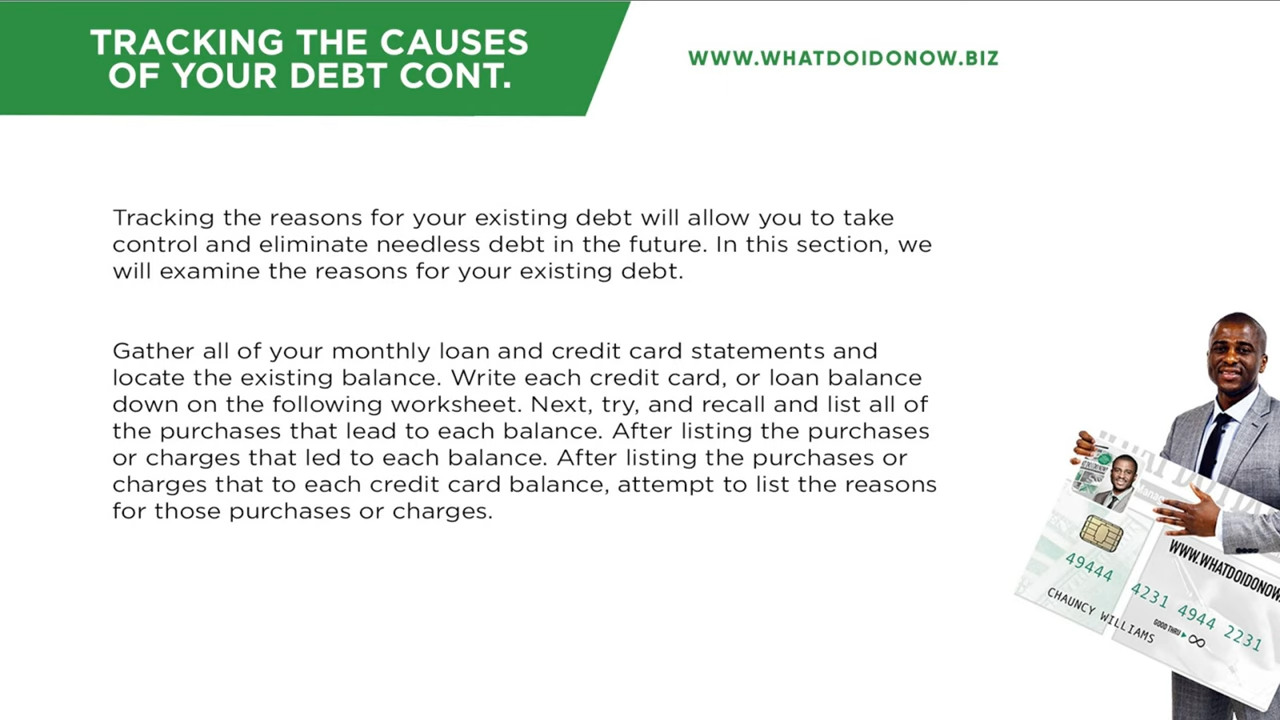 TRACKING THE CAUSES
OF YOUR DEBT CONT.
WWW.WHATDOIDONOW.BIZ
Tracking the reasons for your existing debt will allow you to take
control and eliminate needless debt in the future. In this section, we
will examine the reasons for your existing debt.
Gather all of your monthly loan and credit card statements and
locate the existing balance. Write each credit card, or loan balance
down on the following worksheet. Next, try, and recall and list all of
the purchases that lead to each balance. After listing the purchases
or charges that led to each balance. After listing the purchases or
charges that to each credit card balance, attempt to list the reasons
for those purchases or charges.
WWW.WHATDOIDONOW.
49444 4231 4944 2231
GOOD THRU
CHAUNCY WILLIAMS